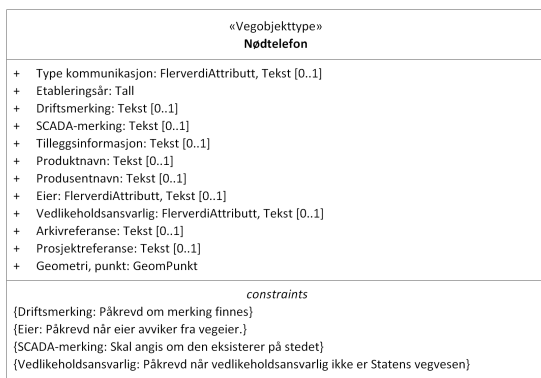 «Vegobjekttype»
Nødtelefon
+ Type kommunikasjon: FlerverdiAttributt, Tekst [0..1]
+ Etableringsår: Tall
+ Driftsmerking: Tekst [0..1]
+ SCADA-merking: Tekst [0..1]
+ Tilleggsinformasjon: Tekst [0..1]
+ Produktnavn: Tekst [0..1]
+ Produsentnavn: Tekst [0..1]
+ Eier: FlerverdiAttributt, Tekst [0..1]
+ Vedlikeholdsansvarlig: FlerverdiAttributt, Tekst [0..1]
+ Arkivreferanse: Tekst [0..1]
+ Prosjektreferanse: Tekst [0..1]
+ Geometri, punkt: GeomPunkt
constraints
{Driftsmerking: Påkrevd om merking finnes}
{Eier: Påkrevd når eier avviker fra vegeier.}
{SCADA-merking: Skal angis om den eksisterer på stedet}
{Vedlikeholdsansvarlig: Påkrevd når vedlikeholdsansvarlig ikke er Statens vegvesen}